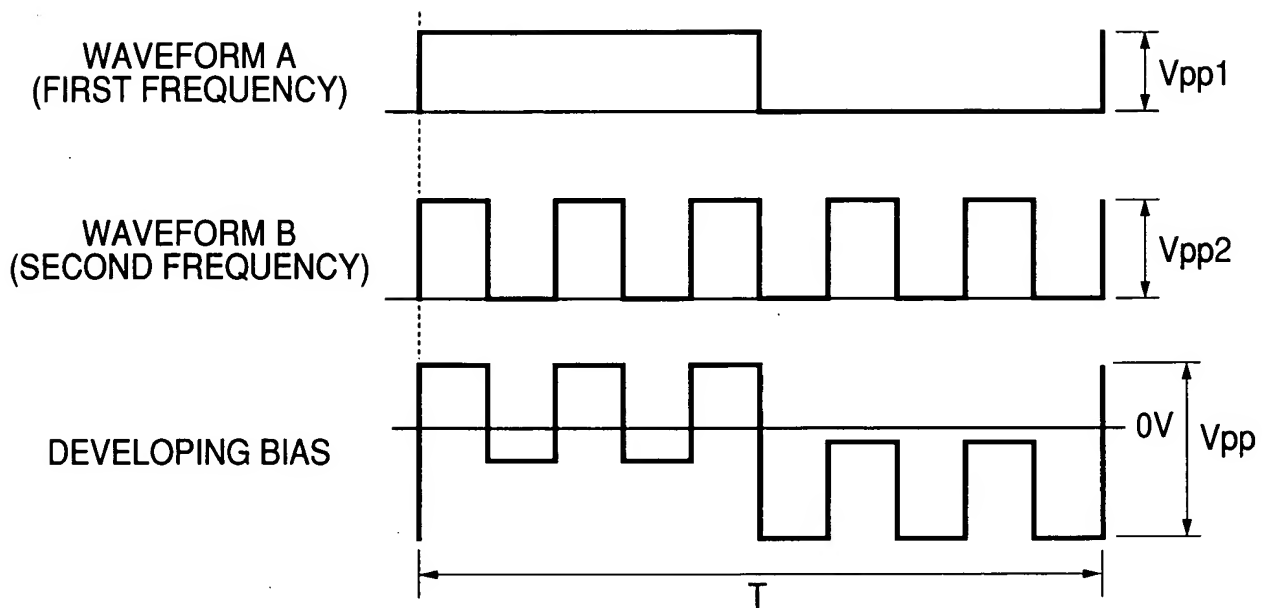 WAVEFORM A
(FIRST FREQUENCY)
Vpp1
WAVEFORM B
(SECOND FREQUENCY)
Vpp2
DEVELOPING BIAS
0V
Vpp
T